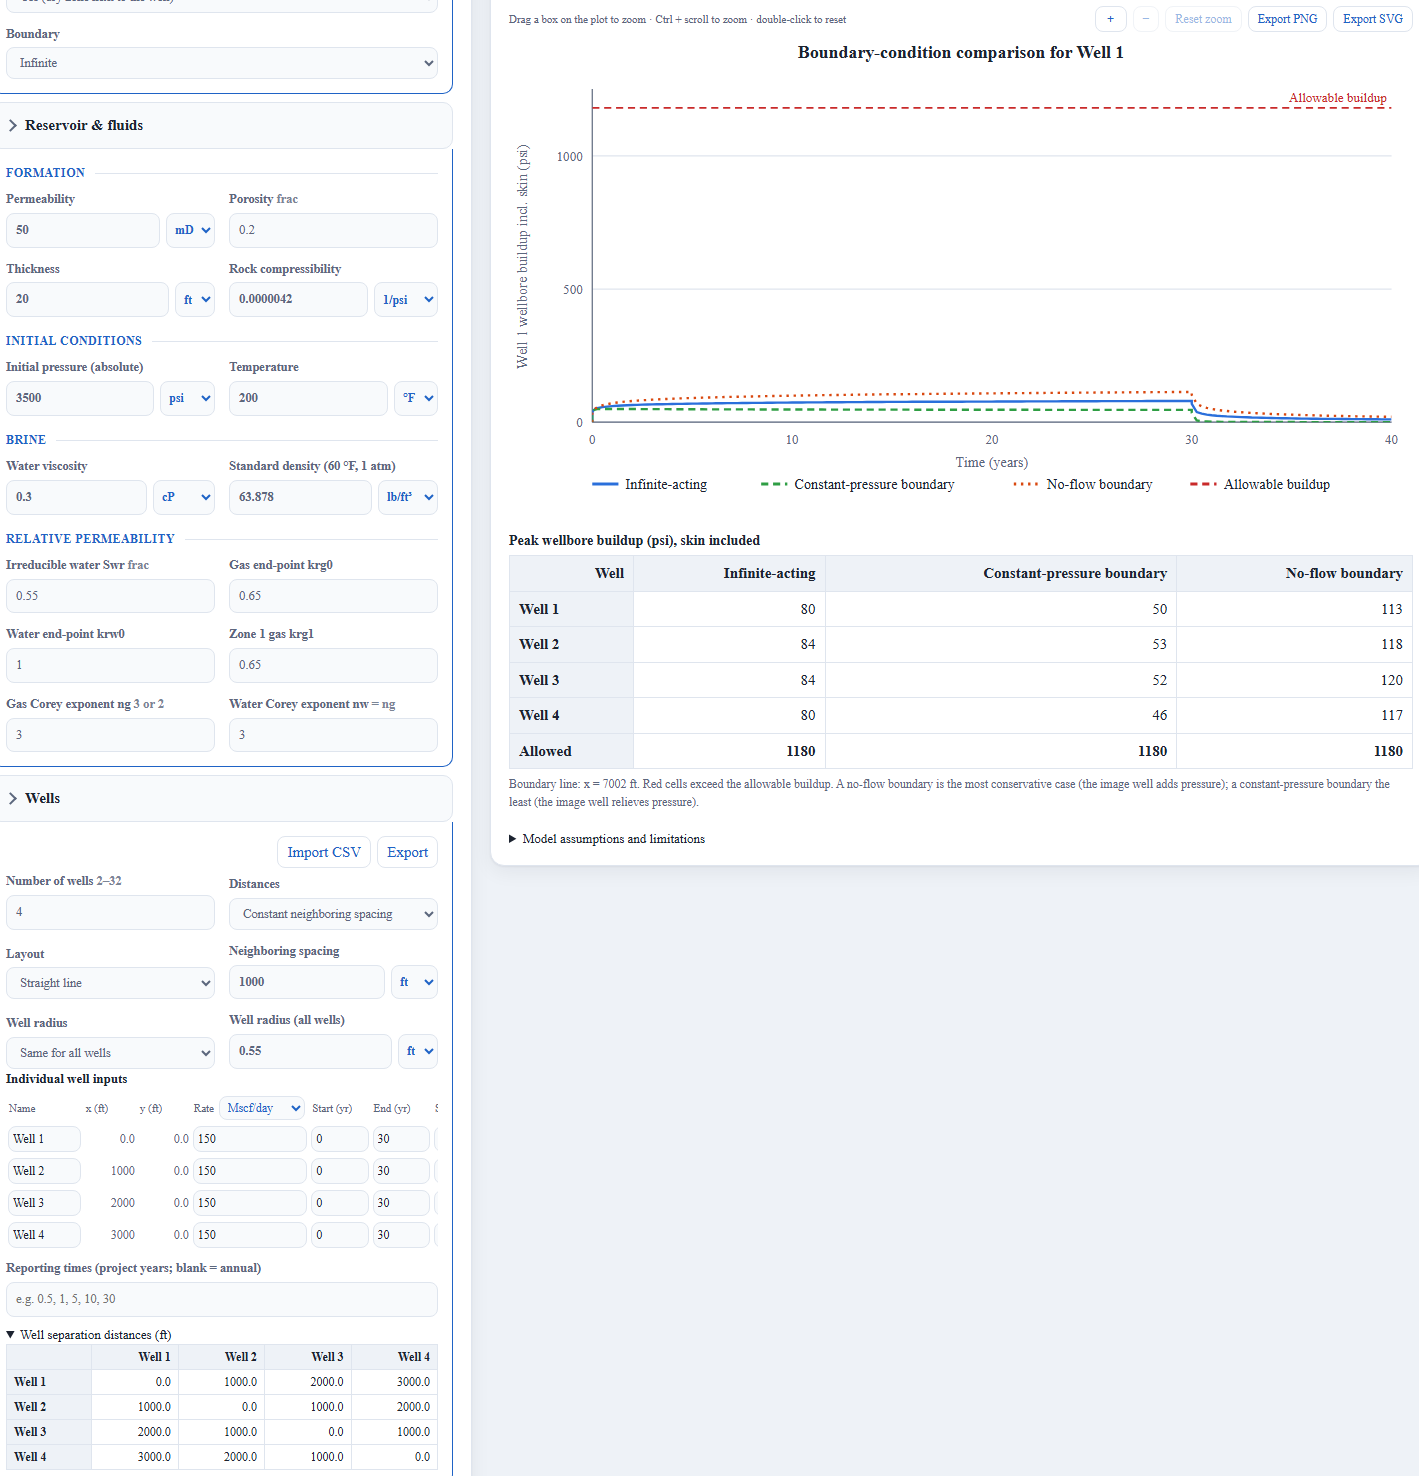 Boundary
Infinite
Reservoir & fluids
FORMATION
Permeability
Porosity frac
50
mD
0.2
Thickness
Rock compressibility
20
ft
0.0000042
1/psi
INITIAL CONDITIONS
Initial pressure (absolute)
Temperature
3500
psi
200
°F
BRINE
Water viscosity
Standard density (60 °F, 1 atm)
0.3
cP
63.878
lb/ft³
RELATIVE PERMEABILITY
Irreducible water Swr frac
Gas end-point krg0
0.55
0.65
Water end-point krw0
Zone 1 gas krg1
1
0.65
Gas Corey exponent ng 3 or 2
Water Corey exponent nw = ng
3
3
Wells
Import CSV
Export
Number of wells 2–32
Distances
4
Constant neighboring spacing
Layout
Neighboring spacing
Straight line
1000
ft
Well radius
Well radius (all wells)
Same for all wells
0.55
ft
Individual well inputs
Name x (ft) y (ft) Rate Mscf/day Start (yr) End (yr)
Well 1 0.0 0.0 150 0 30
Well 2 1000 0.0 150 0 30
Well 3 2000 0.0 150 0 30
Well 4 3000 0.0 150 0 30
Reporting times (project years; blank = annual)
e.g. 0.5, 1, 5, 10, 30
Well separation distances (ft)
Well 1 Well 2 Well 3 Well 4
Well 1 0.0 1000.0 2000.0 3000.0
Well 2 1000.0 0.0 1000.0 2000.0
Well 3 2000.0 1000.0 0.0 1000.0
Well 4 3000.0 2000.0 1000.0 0.0
Drag a box on the plot to zoom · Ctrl + scroll to zoom · double-click to reset
+
−
Reset zoom
Export PNG
Export SVG
Boundary-condition comparison for Well 1
Allowable buildup
Well 1 wellbore buildup incl. skin (psi)
1000
500
0
0 10 20 30 40
Time (years)
Infinite-acting
Constant-pressure boundary
No-flow boundary
Allowable buildup
Peak wellbore buildup (psi), skin included
Well Infinite-acting Constant-pressure boundary No-flow boundary
Well 1 80 50 113
Well 2 84 53 118
Well 3 84 52 120
Well 4 80 46 117
Allowed 1180 1180 1180
Boundary line: x = 7002 ft. Red cells exceed the allowable buildup. A no-flow boundary is the most conservative case (the image well adds pressure); a constant-pressure boundary the
least (the image well relieves pressure).
Model assumptions and limitations